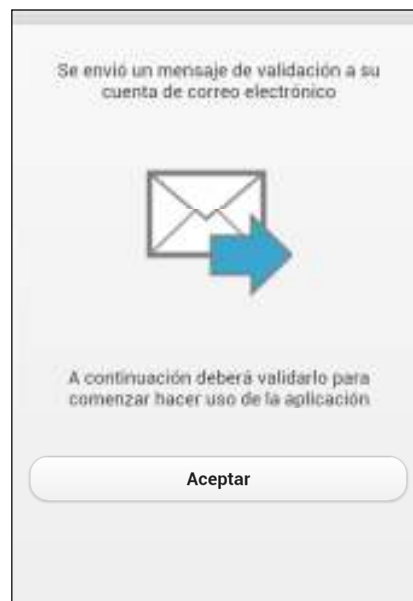 Se envió un mensaje de validación a su
cuenta de correo electrónico
A continuación deberá validarlo para
comenzar hacer uso de la aplicación
Aceptar